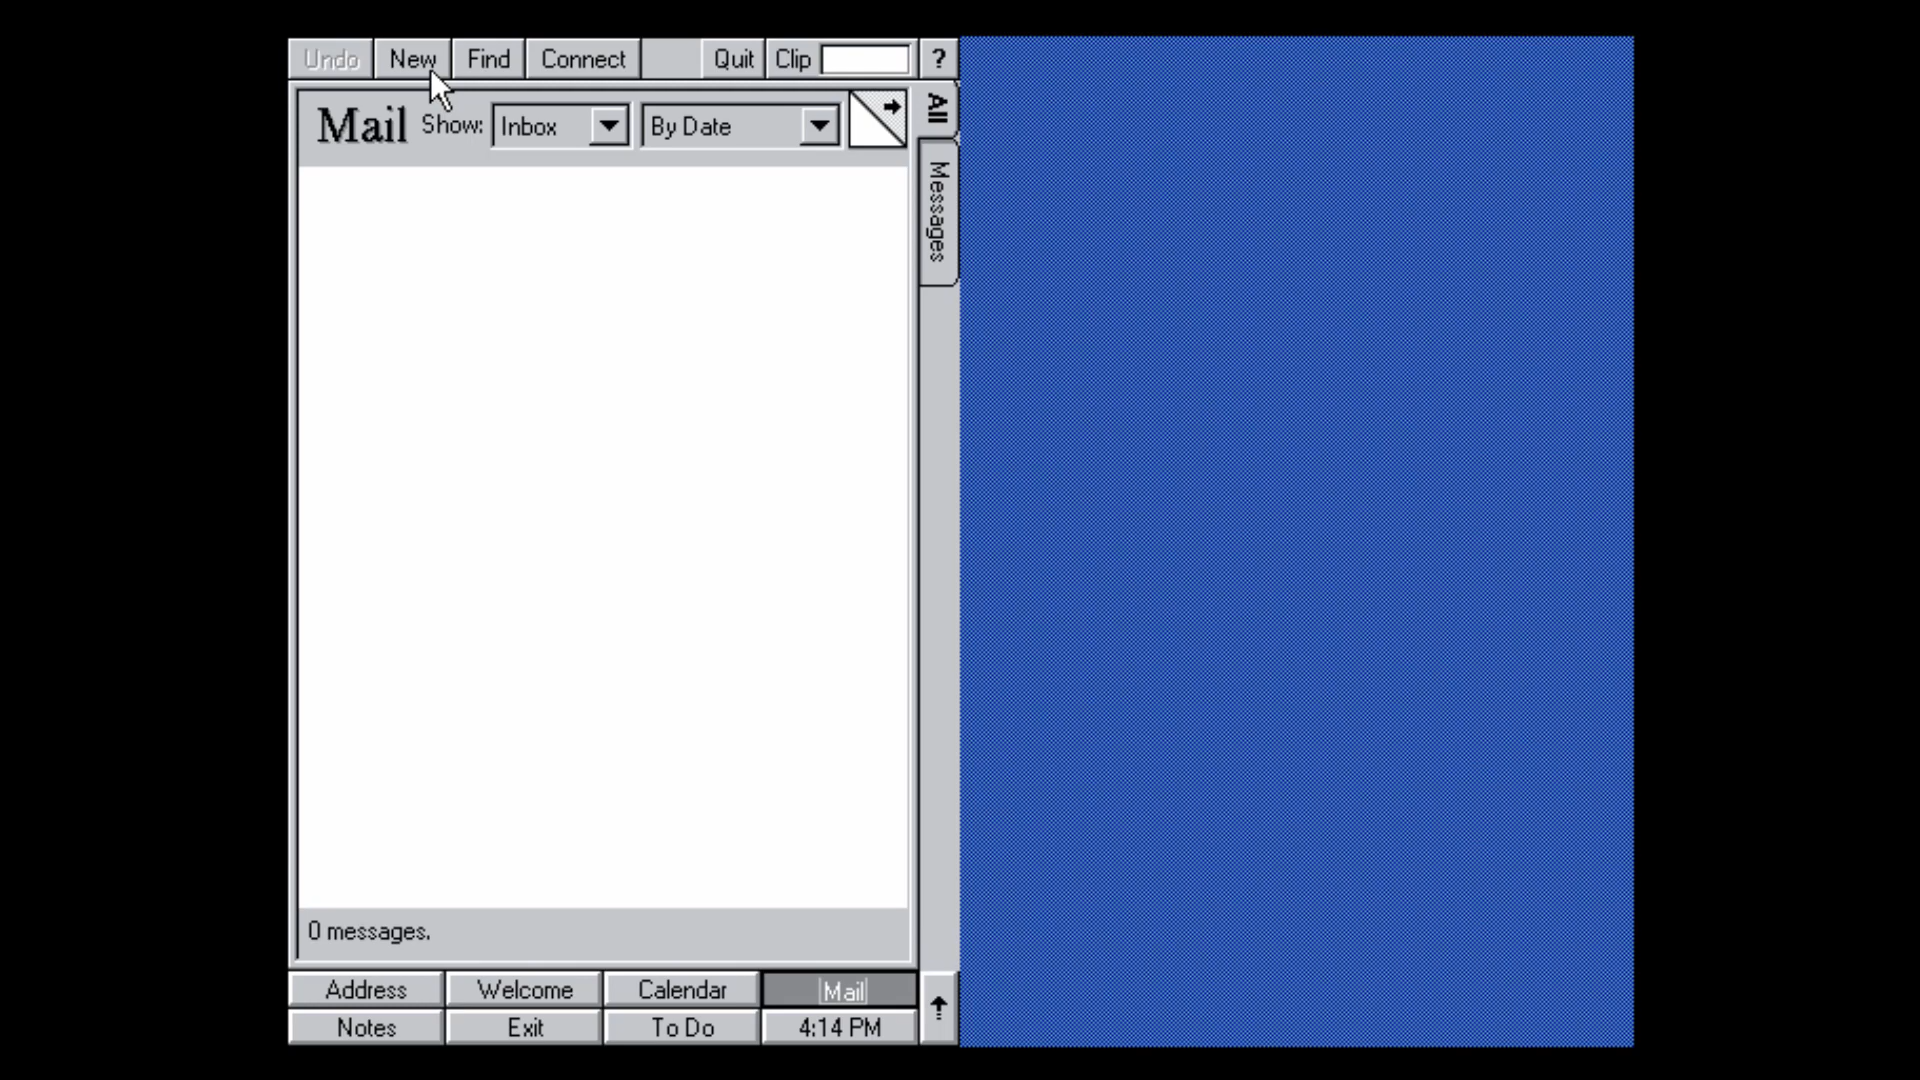 Undo New Find Connect Quit Clip ?
Mail Show: Inbox By Date
All
Messages
0 messages.
Address Welcome Calendar Mail
Notes Exit To Do 4:14 PM